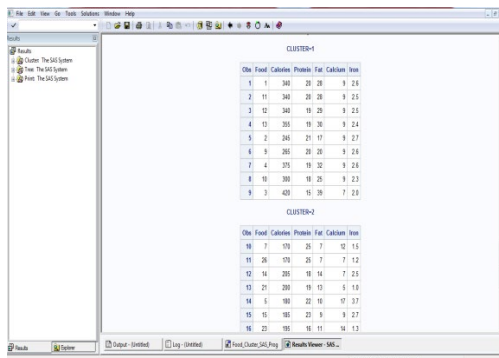 File Edit View Go Tools Solutions Window Help
Results
Results
Cluster: The SAS System
Tree: The SAS System
Print: The SAS System
CLUSTER=1
Obs Food Calories Protein Fat Calcium Iron
1 1 340 20 28 9 2.6
2 11 340 20 28 9 2.5
3 12 340 19 29 9 2.5
4 13 355 19 30 9 2.4
5 2 245 21 17 9 2.7
6 9 265 20 20 9 2.6
7 4 375 19 32 9 2.6
8 10 300 18 25 9 2.3
9 3 420 15 39 7 2.0
CLUSTER=2
Obs Food Calories Protein Fat Calcium Iron
10 7 170 25 7 12 1.5
11 26 170 25 7 7 1.2
12 14 205 18 14 7 2.5
13 21 200 19 13 5 1.0
14 5 180 22 10 17 3.7
15 15 185 23 9 9 2.7
16 23 195 16 11 14 1.3
Results Explorer Output - (Untitled) Log - (Untitled) Food_Cluster_SAS_Prog Results Viewer - SAS ...